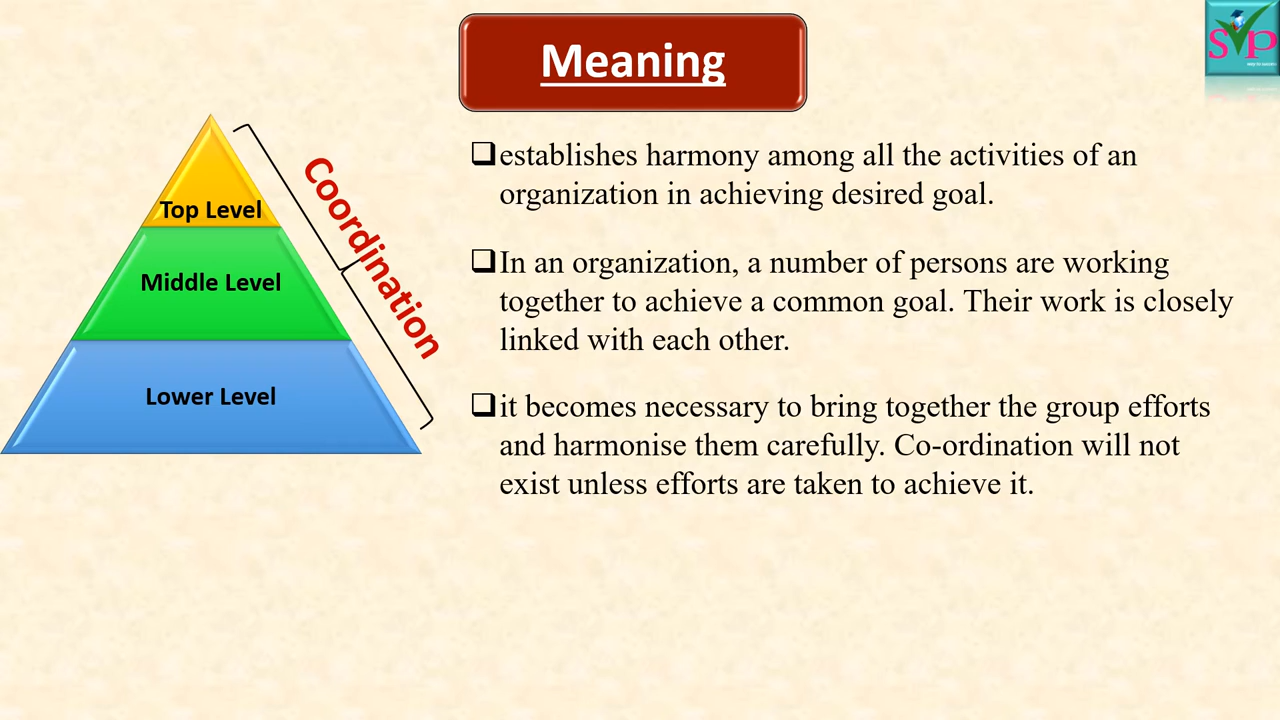 Meaning
SVP
Top Level
Middle Level
Lower Level
Coordination
❑establishes harmony among all the activities of an
organization in achieving desired goal.
❑In an organization, a number of persons are working
together to achieve a common goal. Their work is closely
linked with each other.
❑it becomes necessary to bring together the group efforts
and harmonise them carefully. Co-ordination will not
exist unless efforts are taken to achieve it.